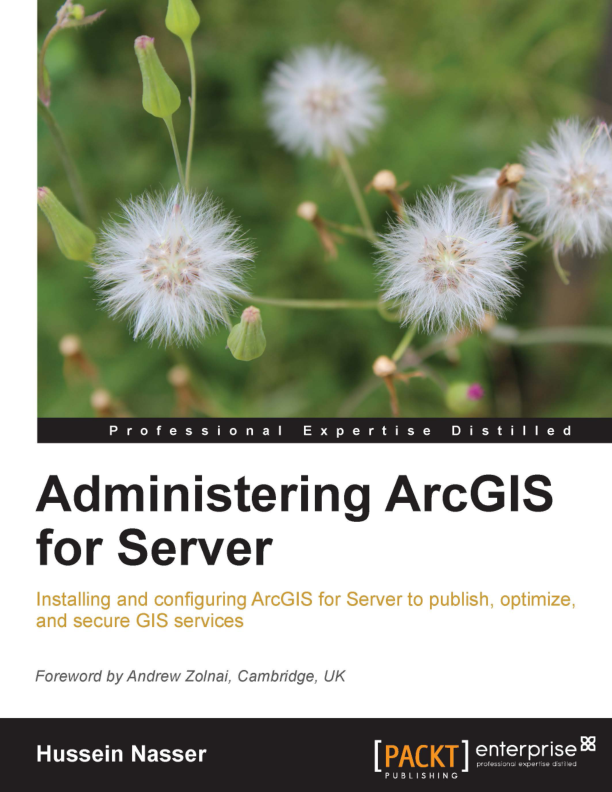 Professional Expertise Distilled
Administering ArcGIS
for Server
Installing and configuring ArcGIS for Server to publish, optimize,
and secure GIS services
Foreword by Andrew Zolnai, Cambridge, UK
Hussein Nasser
[PACKT] enterprise
PUBLISHING
professional expertise distilled